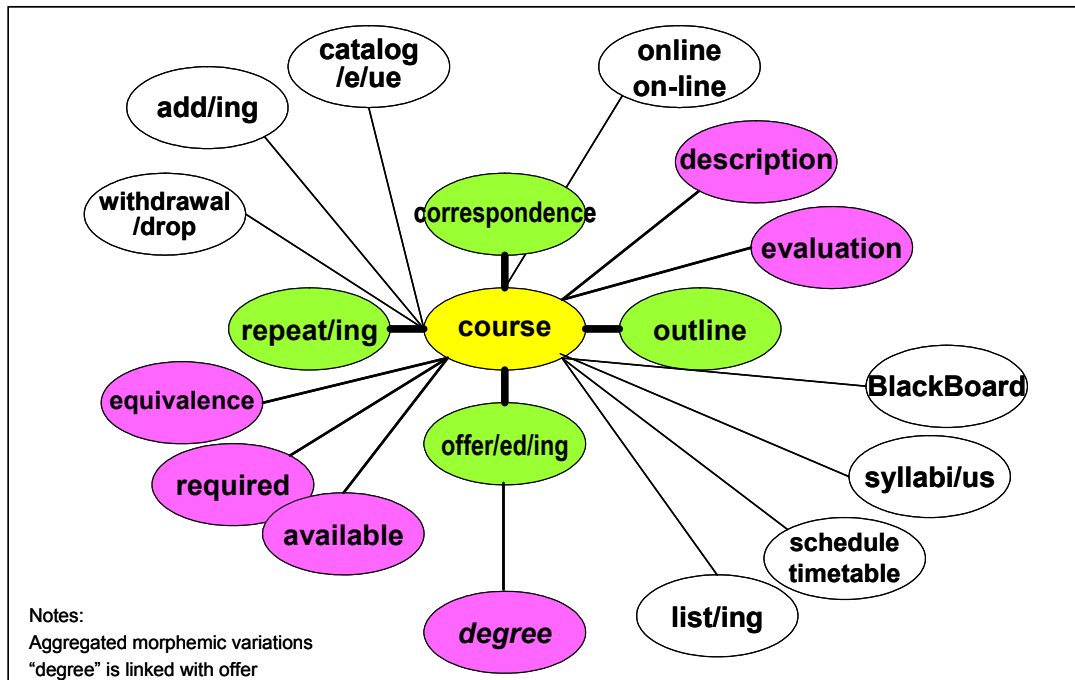 catalog
/e/ue
online
on-line
add/ing
description
withdrawal
/drop
correspondence
evaluation
repeat/ing
course
outline
equivalence
BlackBoard
offer/ed/ing
required
syllabi/us
available
schedule
timetable
list/ing
degree
Notes:
Aggregated morphemic variations
“degree” is linked with offer